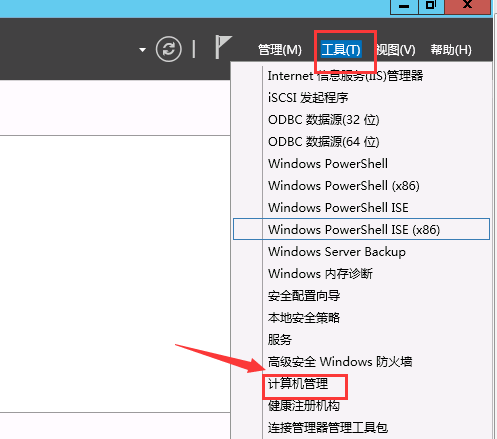 管理(M) 工具(T) 视图(V) 帮助(H)
Internet 信息服务(IIS)管理器
iSCSI 发起程序
ODBC 数据源(32 位)
ODBC 数据源(64 位)
Windows PowerShell
Windows PowerShell (x86)
Windows PowerShell ISE
Windows PowerShell ISE (x86)
Windows Server Backup
Windows 内存诊断
安全配置向导
本地安全策略
服务
高级安全 Windows 防火墙
计算机管理
健康注册机构
连接管理器管理工具包